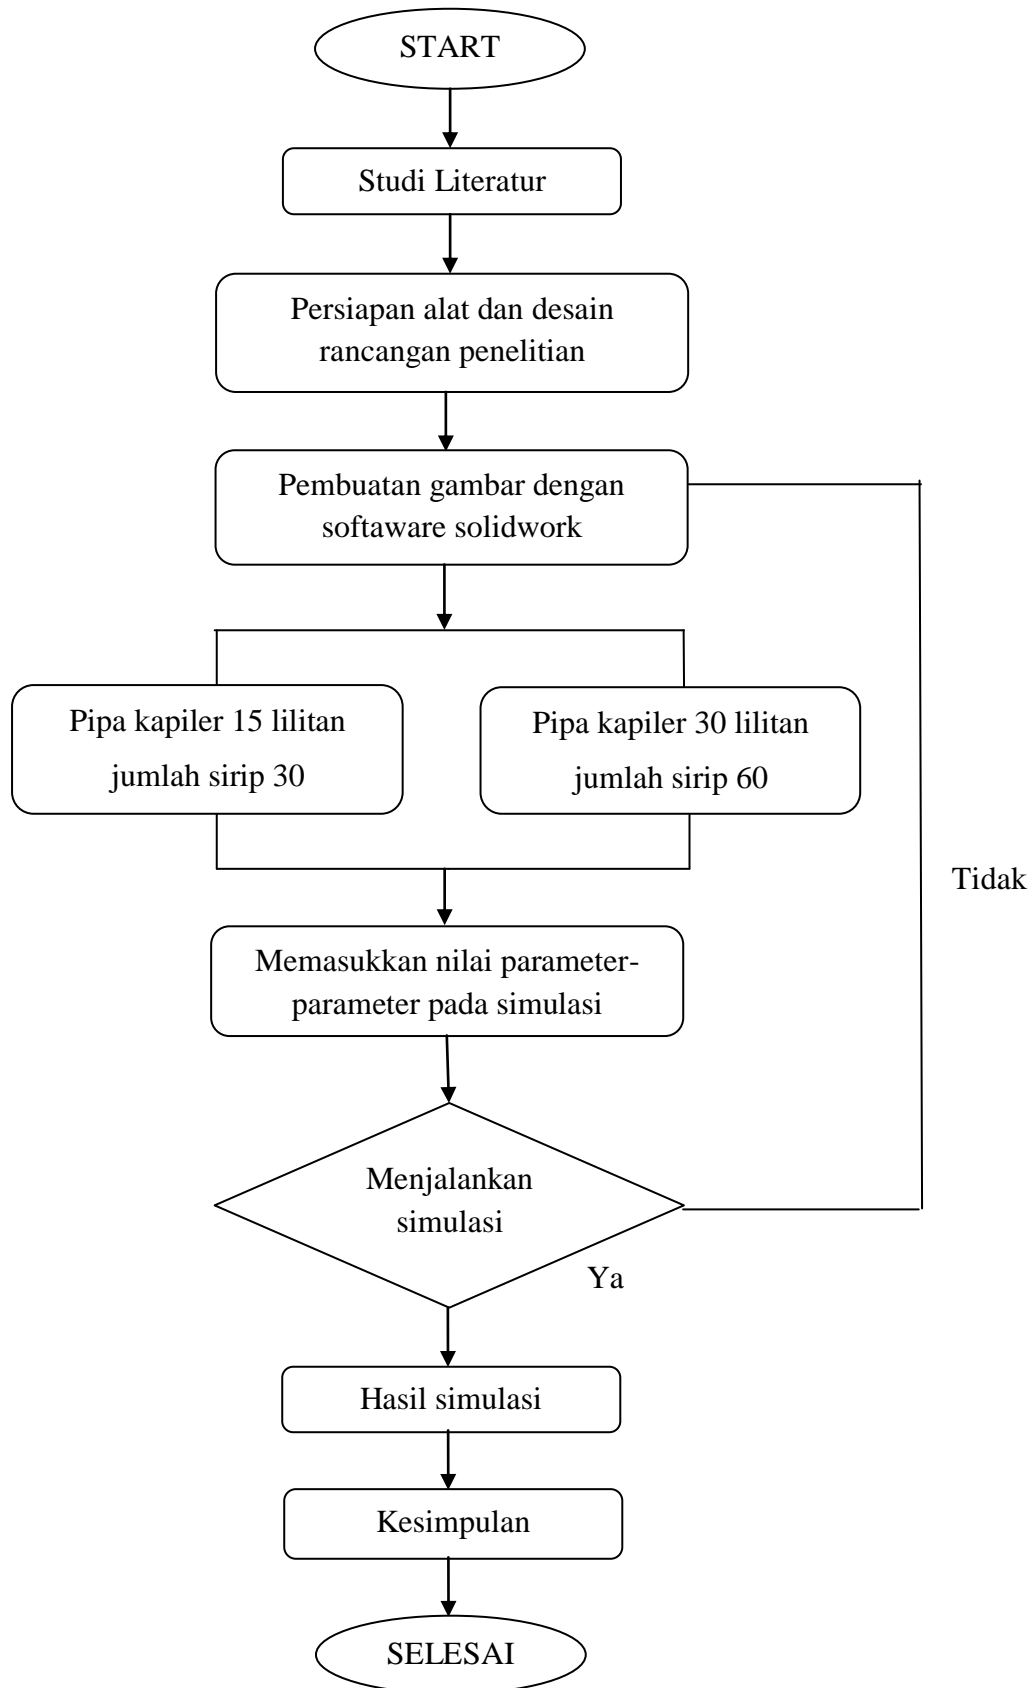 START
Studi Literatur
Persiapan alat dan desain
rancangan penelitian
Pembuatan gambar dengan
softaware solidwork
Pipa kapiler 15 lilitan
jumlah sirip 30
Pipa kapiler 30 lilitan
jumlah sirip 60
Tidak
Memasukkan nilai parameter-
parameter pada simulasi
Menjalankan
simulasi
Ya
Hasil simulasi
Kesimpulan
SELESAI